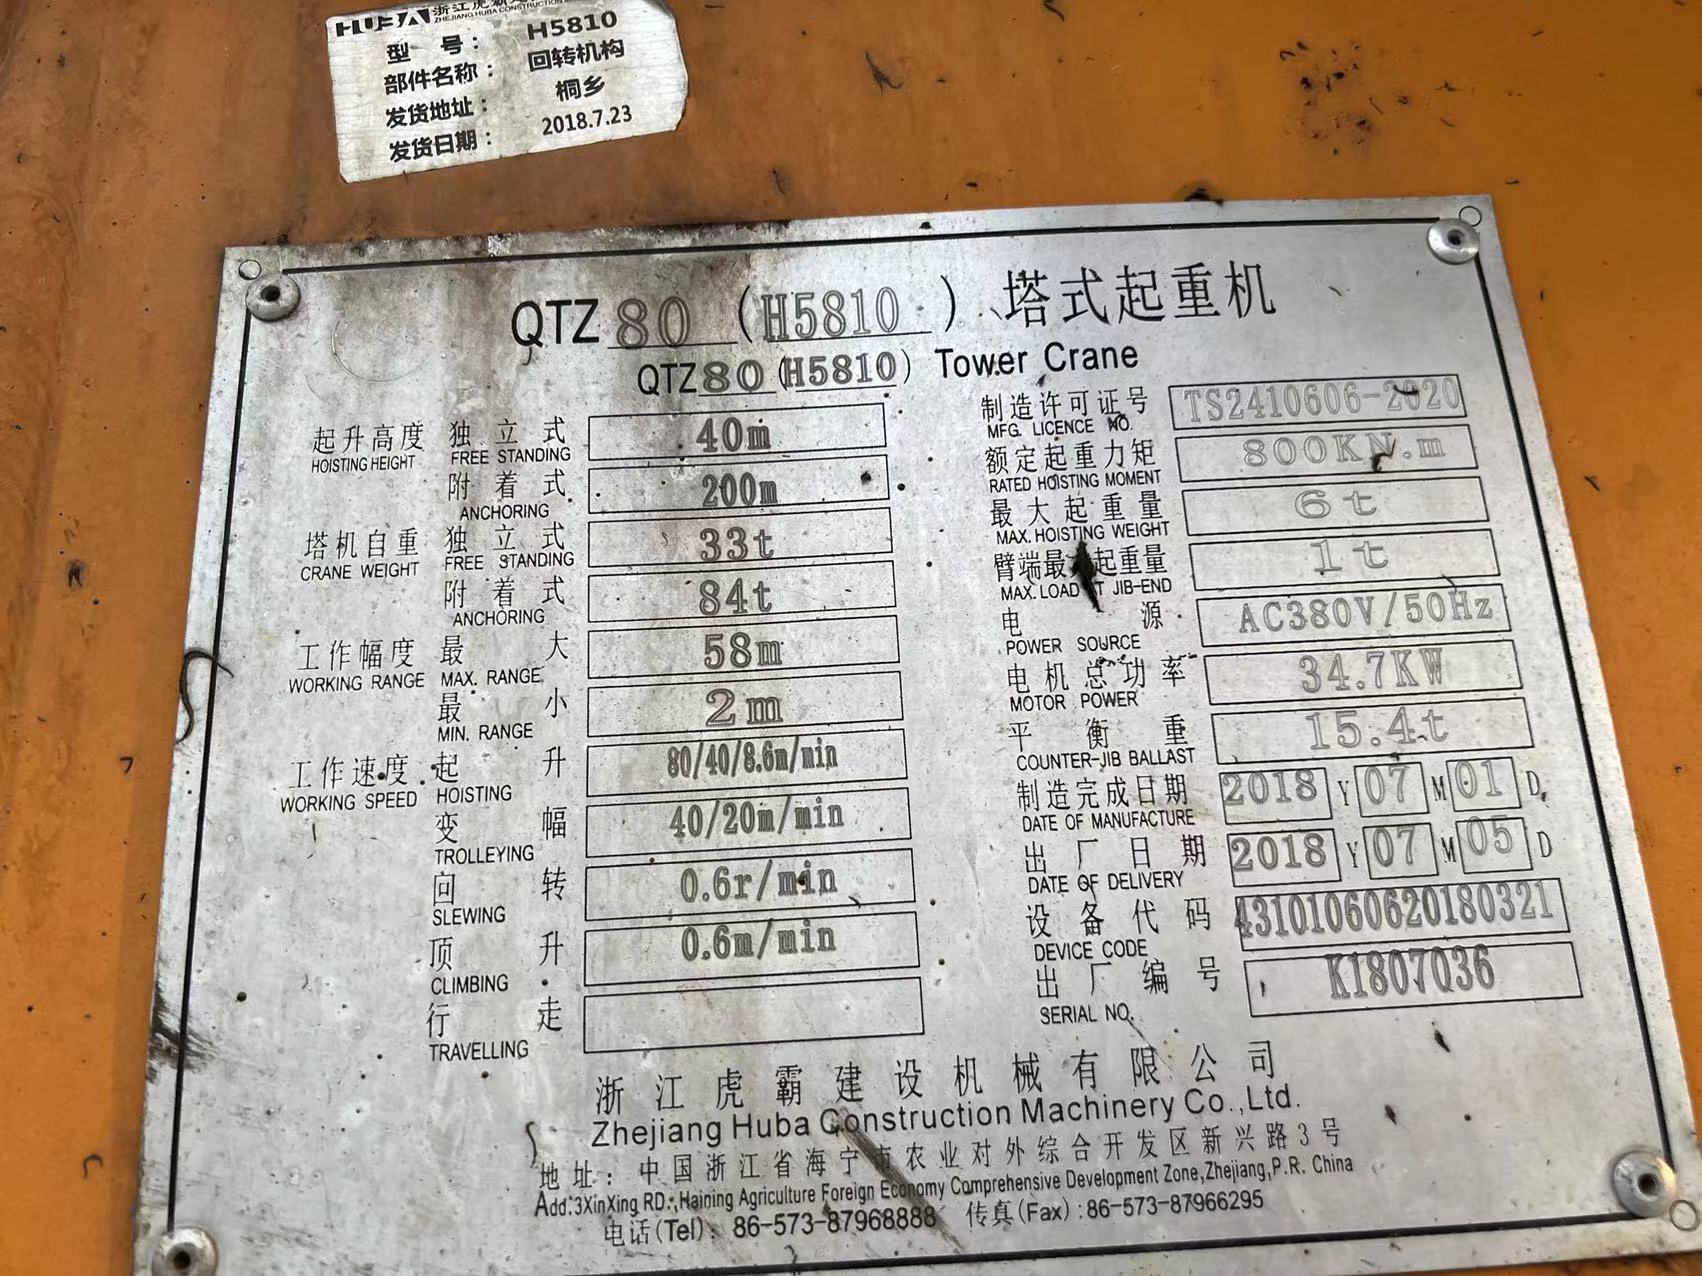 HUBA 浙江虎霸建
ZHEJIANG HUBA CONSTRUCTION
型 号： H5810
部件名称： 回转机构
发货地址： 桐乡
发货日期： 2018.7.23
QTZ 80 (H5810) 塔式起重机
QTZ 80 (H5810) Tower Crane
起升高度 独立式 40m
HOISTING HEIGHT FREE STANDING
附着式 200m
ANCHORING
塔机自重 独立式 33t
CRANE WEIGHT FREE STANDING
附着式 84t
ANCHORING
工作幅度 最大 58m
WORKING RANGE MAX. RANGE
最小 2m
MIN. RANGE
工作速度 起升 80/40/8.6m/min
WORKING SPEED HOISTING
变幅 40/20m/min
TROLLEYING
回转 0.6r/min
SLEWING
顶升 0.6m/min
CLIMBING
行走
TRAVELLING
制造许可证号 TS2410606-2020
MFG. LICENCE NO.
额定起重力矩 800KN.m
RATED HOISTING MOMENT
最大起重量 6t
MAX. HOISTING WEIGHT
臂端最大起重量 1t
MAX. LOAD AT JIB-END
电源 AC380V/50Hz
POWER SOURCE
电机总功率 34.7KW
MOTOR POWER
平衡重 15.4t
COUNTER-JIB BALLAST
制造完成日期 2018 Y 07 M 01 D
DATE OF MANUFACTURE
出厂日期 2018 Y 07 M 05 D
DATE OF DELIVERY
设备代码 43101060620180321
DEVICE CODE
出厂编号 K1807036
SERIAL NO.
浙江虎霸建设机械有限公司
Zhejiang Huba Construction Machinery Co.,Ltd.
地址：中国浙江省海宁市农业对外综合开发区新兴路3号
Add:3XinXing RD.,Haining Agriculture Foreign Economy Comprehensive Development Zone,Zhejiang,P.R. China
电话(Tel)：86-573-87968888 传真(Fax):86-573-87966295